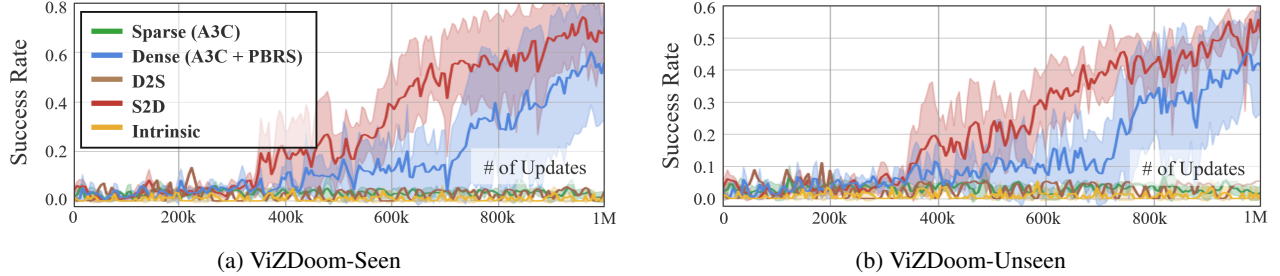 0.8
0.6
0.4
0.2
0.0
Success Rate
Sparse (A3C)
Dense (A3C + PBRS)
D2S
S2D
Intrinsic
# of Updates
0
200k
400k
600k
800k
1M
(a) ViZDoom-Seen
0.6
0.5
0.4
0.3
0.2
0.1
0.0
Success Rate
# of Updates
0
200k
400k
600k
800k
1M
(b) ViZDoom-Unseen